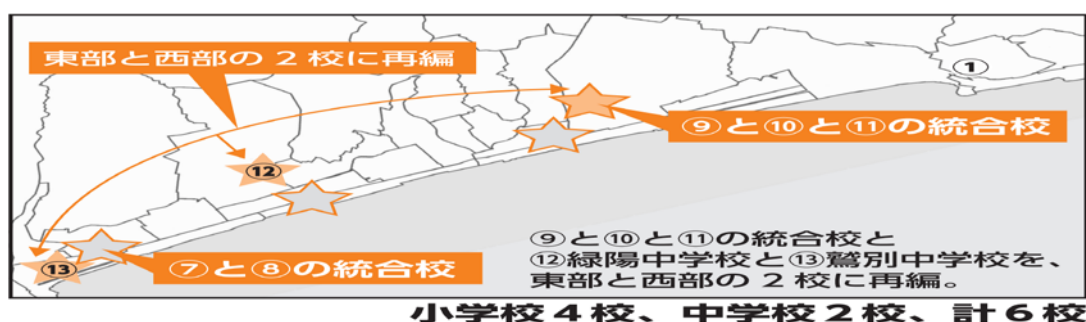 東部と西部の2校に再編
①
⑨と⑩と⑪の統合校
⑫
⑬
⑦と⑧の統合校
⑨と⑩と⑪の統合校と
⑫緑陽中学校と⑬鷲別中学校を、
東部と西部の2校に再編。
小学校4校、中学校2校、計6校